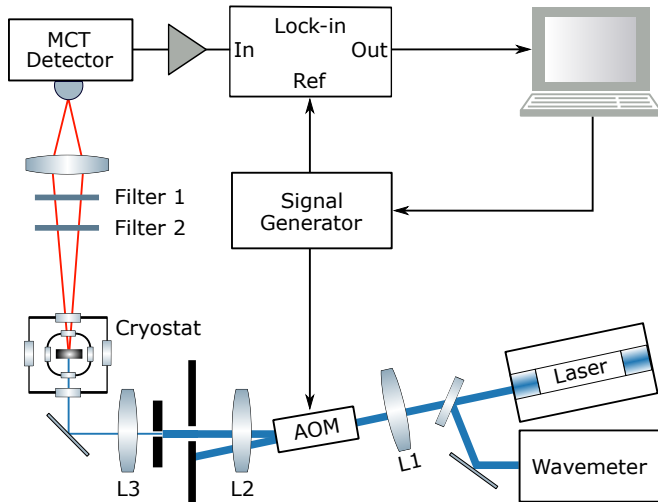 MCT
Detector
Lock-in
In
Out
Ref
Filter 1
Filter 2
Signal
Generator
Cryostat
Laser
AOM
L1
L3
L2
Wavemeter